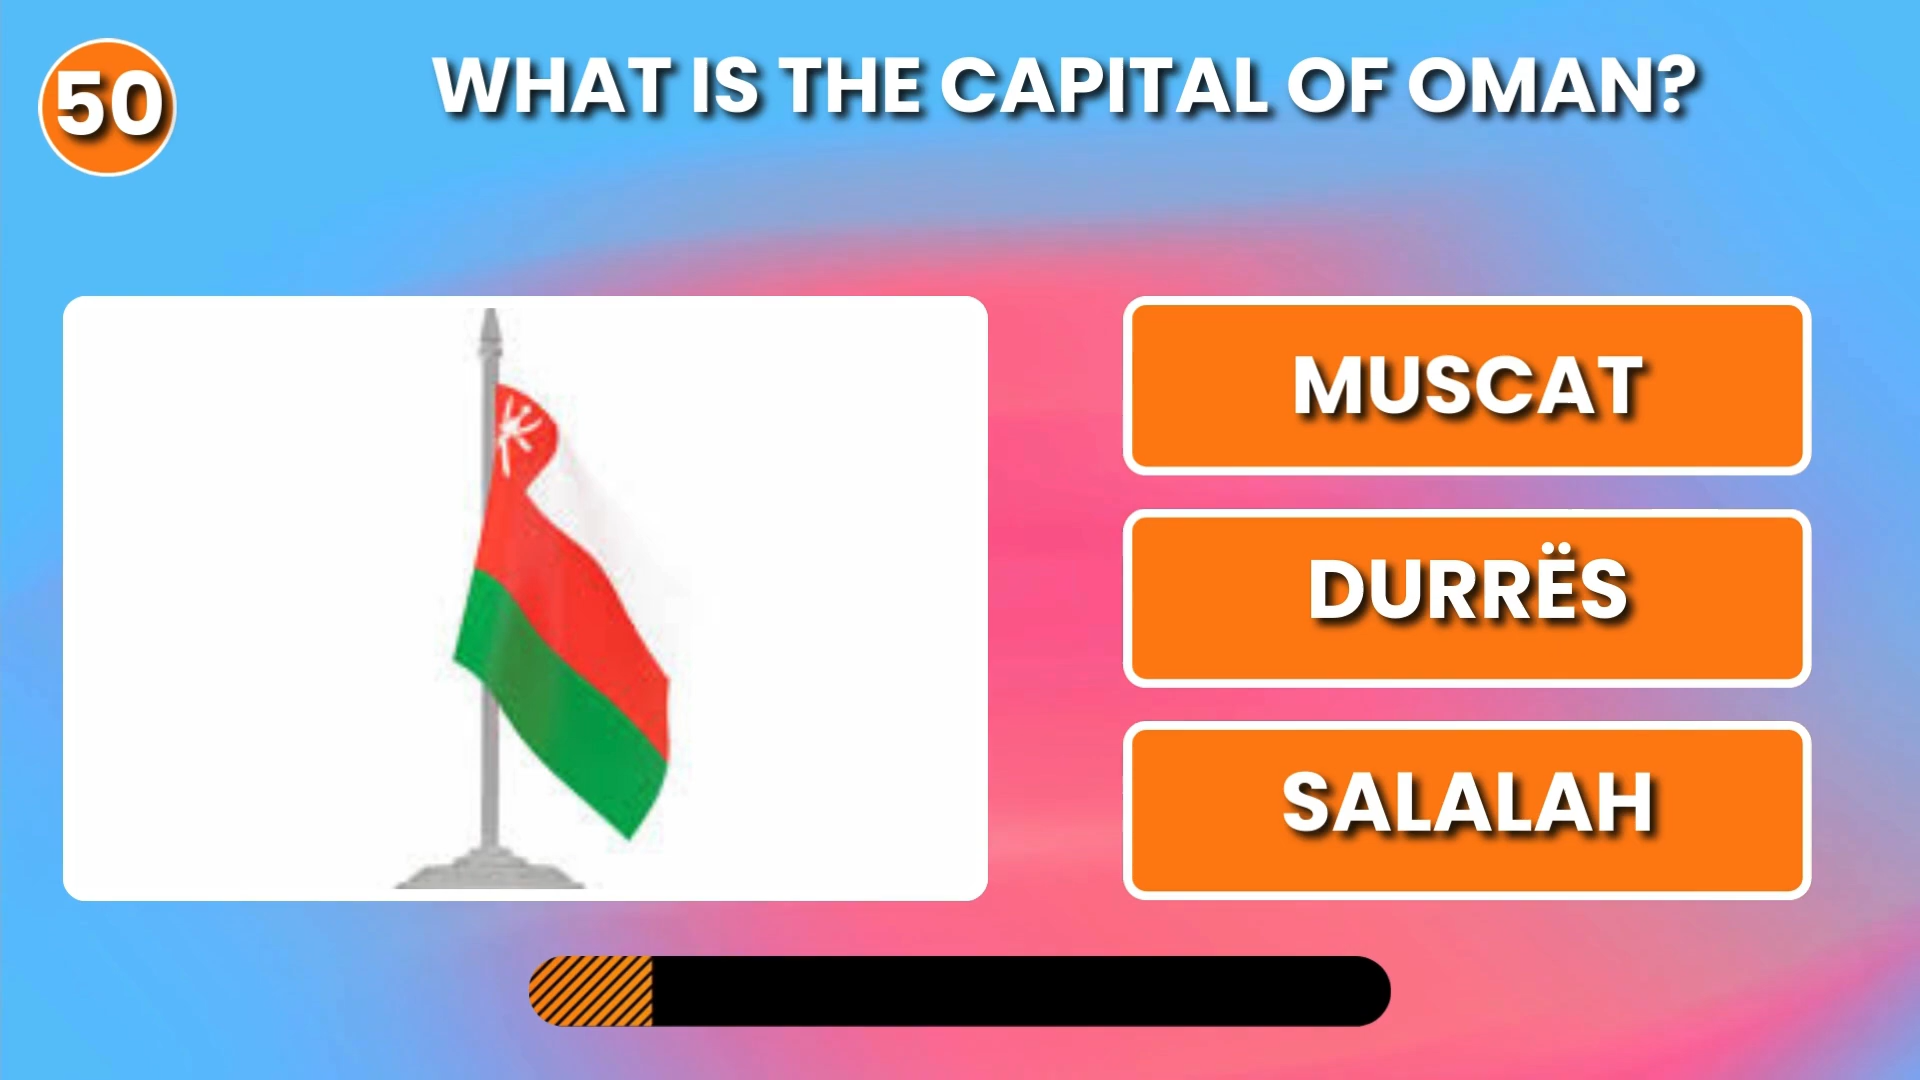 50
WHAT IS THE CAPITAL OF OMAN?
MUSCAT
DURRËS
SALALAH